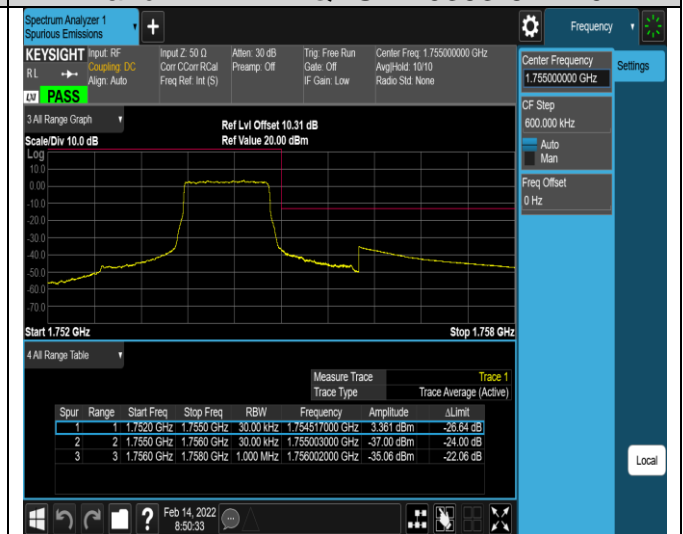 Spectrum Analyzer 1
Spurious Emissions
+
Frequency
KEYSIGHT
R L
LXI
PASS
Input: RF
Coupling: DC
Align: Auto
Input Z: 50 Ω
Corr CCorr RCal
Freq Ref: Int (S)
Atten: 30 dB
Preamp: Off
Trig: Free Run
Gate: Off
IF Gain: Low
Center Freq: 1.755000000 GHz
Avg|Hold: 10/10
Radio Std: None
Center Frequency
1.755000000 GHz
Settings
CF Step
600.000 kHz
Auto
Man
Freq Offset
0 Hz
3 All Range Graph
Scale/Div 10.0 dB
Ref Lvl Offset 10.31 dB
Ref Value 20.00 dBm
Log
10.0
0.00
-10.0
-20.0
-30.0
-40.0
-50.0
-60.0
-70.0
Start 1.752 GHz
Stop 1.758 GHz
4 All Range Table
Measure Trace Trace 1
Trace Type Trace Average (Active)
Spur Range Start Freq Stop Freq RBW Frequency Amplitude ΔLimit
1 1 1.7520 GHz 1.7550 GHz 30.00 kHz 1.754517000 GHz 3.361 dBm -26.64 dB
2 2 1.7550 GHz 1.7560 GHz 30.00 kHz 1.755003000 GHz -37.00 dBm -24.00 dB
3 3 1.7560 GHz 1.7580 GHz 1.000 MHz 1.756002000 GHz -35.06 dBm -22.06 dB
Local
?
Feb 14, 2022
8:50:33